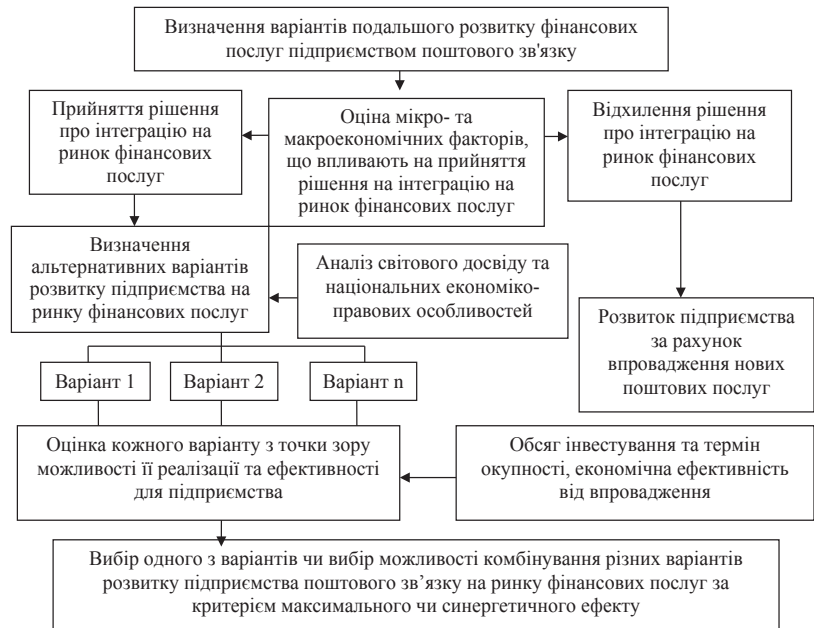 Визначення варіантів подальшого розвитку фінансових
послуг підприємством поштового зв'язку
Прийняття рішення
про інтеграцію на
ринок фінансових
послуг
Оціна мікро- та
макроекономічних факторів,
що впливають на прийняття
рішення на інтеграцію на
ринок фінансових послуг
Відхилення рішення
про інтеграцію на
ринок фінансових
послуг
Визначення
альтернативних варіантів
розвитку підприємства на
ринку фінансових послуг
Аналіз світового досвіду та
національних економіко-
правових особливостей
Розвиток підприємства
за рахунок
впровадження нових
поштових послуг
Варіант 1
Варіант 2
Варіант n
Оцінка кожного варіанту з точки зору
можливості її реалізації та ефективності
для підприємства
Обсяг інвестування та термін
окупності, економічна ефективність
від впровадження
Вибір одного з варіантів чи вибір можливості комбінування різних варіантів
розвитку підприємства поштового зв’язку на ринку фінансових послуг за
критерієм максимального чи синергетичного ефекту